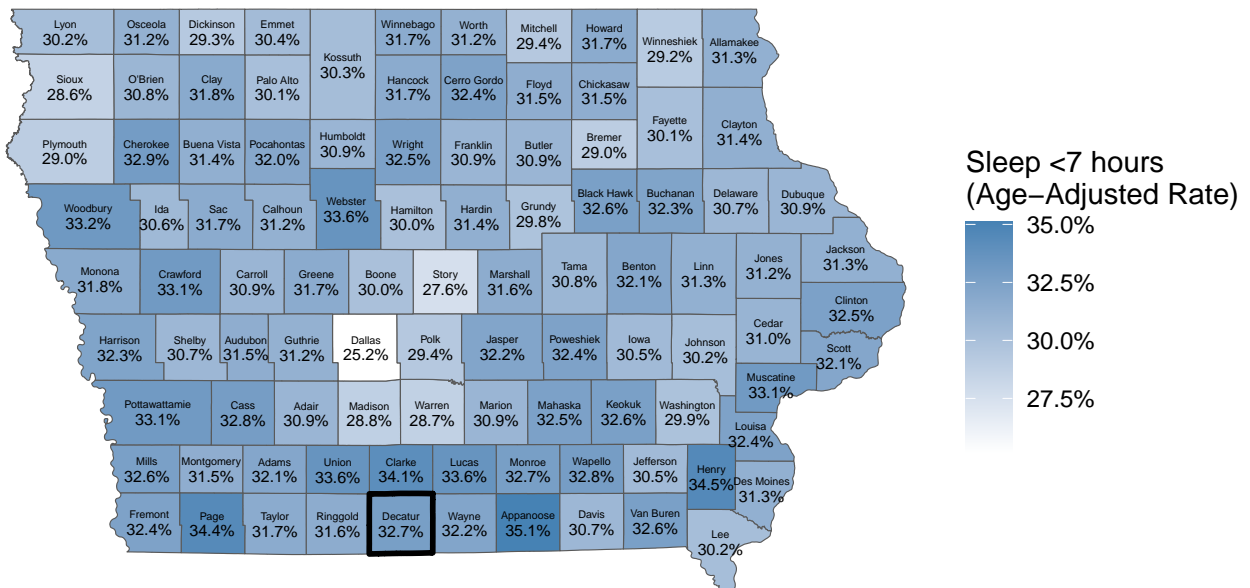 Lyon
30.2%
Osceola
31.2%
Dickinson
29.3%
Emmet
30.4%
Kossuth
30.3%
Winnebago
31.7%
Worth
31.2%
Mitchell
29.4%
Howard
31.7%
Winneshiek
29.2%
Allamakee
31.3%
Sioux
28.6%
O'Brien
30.8%
Clay
31.8%
Palo Alto
30.1%
Hancock
31.7%
Cerro Gordo
32.4%
Floyd
31.5%
Chickasaw
31.5%
Fayette
30.1%
Clayton
31.4%
Plymouth
29.0%
Cherokee
32.9%
Buena Vista
31.4%
Pocahontas
32.0%
Humboldt
30.9%
Wright
32.5%
Franklin
30.9%
Butler
30.9%
Bremer
29.0%
Woodbury
33.2%
Ida
30.6%
Sac
31.7%
Calhoun
31.2%
Webster
33.6%
Hamilton
30.0%
Hardin
31.4%
Grundy
29.8%
Black Hawk
32.6%
Buchanan
32.3%
Delaware
30.7%
Dubuque
30.9%
Monona
31.8%
Crawford
33.1%
Carroll
30.9%
Greene
31.7%
Boone
30.0%
Story
27.6%
Marshall
31.6%
Tama
30.8%
Benton
32.1%
Linn
31.3%
Jones
31.2%
Jackson
31.3%
Clinton
32.5%
Harrison
32.3%
Shelby
30.7%
Audubon
31.5%
Guthrie
31.2%
Dallas
25.2%
Polk
29.4%
Jasper
32.2%
Poweshiek
32.4%
Iowa
30.5%
Johnson
30.2%
Cedar
31.0%
Scott
32.1%
Muscatine
33.1%
Pottawattamie
33.1%
Cass
32.8%
Adair
30.9%
Madison
28.8%
Warren
28.7%
Marion
30.9%
Mahaska
32.5%
Keokuk
32.6%
Washington
29.9%
Louisa
32.4%
Mills
32.6%
Montgomery
31.5%
Adams
32.1%
Union
33.6%
Clarke
34.1%
Lucas
33.6%
Monroe
32.7%
Wapello
32.8%
Jefferson
30.5%
Henry
34.5%
Des Moines
31.3%
Fremont
32.4%
Page
34.4%
Taylor
31.7%
Ringgold
31.6%
Decatur
32.7%
Wayne
32.2%
Appanoose
35.1%
Davis
30.7%
Van Buren
32.6%
Lee
30.2%
Sleep <7 hours
(Age−Adjusted Rate)
35.0%
32.5%
30.0%
27.5%